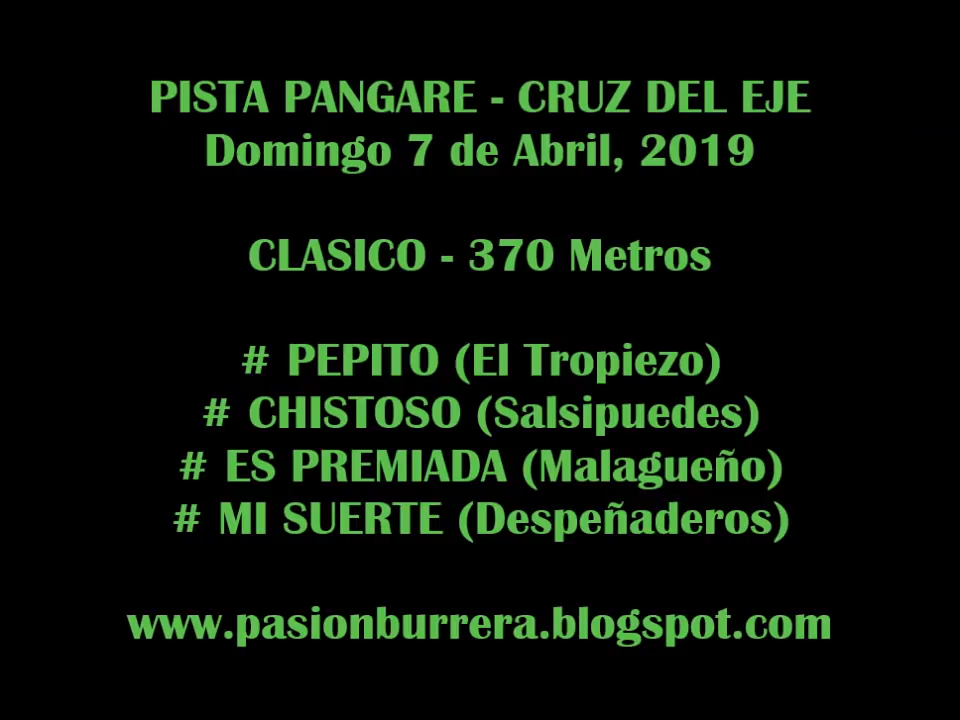 PISTA PANGARE - CRUZ DEL EJE
Domingo 7 de Abril, 2019
CLASICO - 370 Metros
# PEPITO (El Tropiezo)
# CHISTOSO (Salsipuedes)
# ES PREMIADA (Malagueño)
# MI SUERTE (Despeñaderos)
www.pasionburrera.blogspot.com